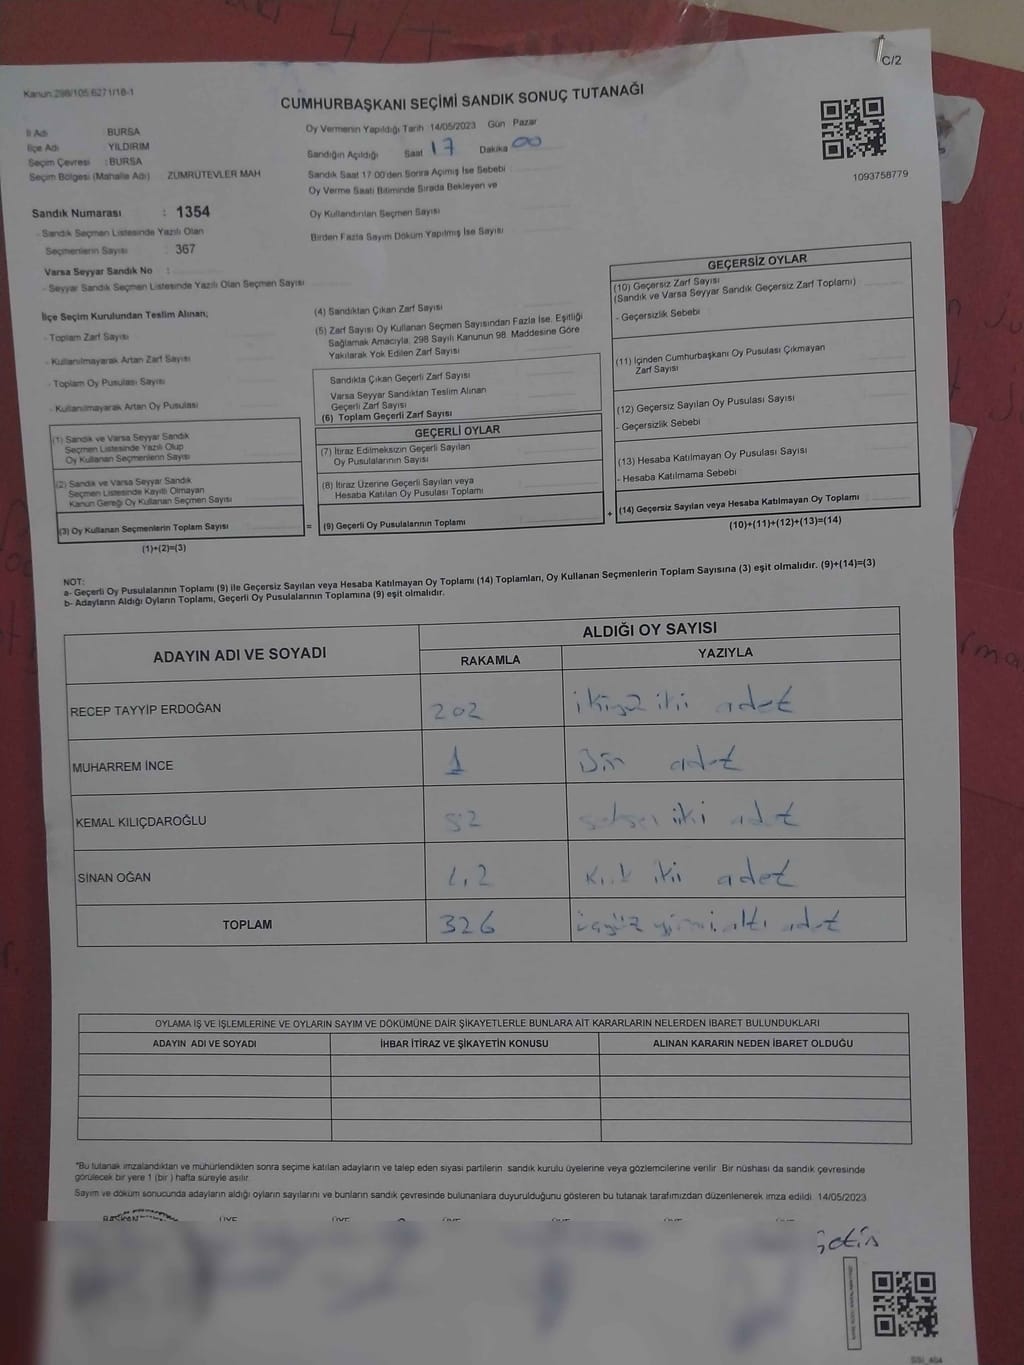 C/2
Kanun:298/105:6271/18-1
CUMHURBAŞKANI SEÇİMİ SANDIK SONUÇ TUTANAĞI
İl Adı : BURSA
İlçe Adı : YILDIRIM
Seçim Çevresi : BURSA
Seçim Bölgesi (Mahalle Adı) ZÜMRÜTEVLER MAH
Sandık Numarası : 1354
- Sandık Seçmen Listesinde Yazılı Olan
Seçmenlerin Sayısı : 367
Varsa Seyyar Sandık No :
- Seyyar Sandık Seçmen Listesinde Yazılı Olan Seçmen Sayısı
Oy Vermenin Yapıldığı Tarih 14/05/2023 Gün Pazar
Sandığın Açıldığı Saat 17 Dakika 00
Sandık Saat 17:00'den Sonra Açımış İse Sebebi
Oy Verme Saati Bitiminde Sırada Bekleyen ve
Oy Kullandırılan Seçmen Sayısı
Birden Fazla Sayım Döküm Yapılmış İse Sayısı
1093758779
İlçe Seçim Kurulundan Teslim Alınan;
- Toplam Zarf Sayısı
- Kullanılmayarak Artan Zarf Sayısı
- Toplam Oy Pusulası Sayısı
- Kullanılmayarak Artan Oy Pusulası
(1) Sandık ve Varsa Seyyar Sandık
Seçmen Listesinde Yazılı Olup
Oy Kullanan Seçmenlerin Sayısı
(2) Sandık ve Varsa Seyyar Sandık
Seçmen Listesinde Kayıtlı Olmayan
Kanun Gereği Oy Kullanan Seçmen Sayısı
(3) Oy Kullanan Seçmenlerin Toplam Sayısı
(1)+(2)=(3)
=
(4) Sandıktan Çıkan Zarf Sayısı
(5) Zarf Sayısı Oy Kullanan Seçmen Sayısından Fazla İse, Eşitliği
Sağlamak Amacıyla, 298 Sayılı Kanunun 98. Maddesine Göre
Yakılarak Yok Edilen Zarf Sayısı
Sandıkta Çıkan Geçerli Zarf Sayısı
Varsa Seyyar Sandıktan Teslim Alınan
Geçerli Zarf Sayısı
(6) Toplam Geçerli Zarf Sayısı
GEÇERLİ OYLAR
(7) İtiraz Edilmeksizin Geçerli Sayılan
Oy Pusulalarının Sayısı
(8) İtiraz Üzerine Geçerli Sayılan veya
Hesaba Katılan Oy Pusulası Toplamı
(9) Geçerli Oy Pusulalarının Toplamı
+
GEÇERSİZ OYLAR
(10) Geçersiz Zarf Sayısı
(Sandık ve Varsa Seyyar Sandık Geçersiz Zarf Toplamı)
- Geçersizlik Sebebi
(11) İçinden Cumhurbaşkanı Oy Pusulası Çıkmayan
Zarf Sayısı
(12) Geçersiz Sayılan Oy Pusulası Sayısı
- Geçersizlik Sebebi
(13) Hesaba Katılmayan Oy Pusulası Sayısı
- Hesaba Katılmama Sebebi
(14) Geçersiz Sayılan veya Hesaba Katılmayan Oy Toplamı
(10)+(11)+(12)+(13)=(14)
NOT:
a- Geçerli Oy Pusulalarının Toplamı (9) ile Geçersiz Sayılan veya Hesaba Katılmayan Oy Toplamı (14) Toplamları, Oy Kullanan Seçmenlerin Toplam Sayısına (3) eşit olmalıdır. (9)+(14)=(3)
b- Adayların Aldığı Oyların Toplamı, Geçerli Oy Pusulalarının Toplamına (9) eşit olmalıdır.
ADAYIN ADI VE SOYADI
ALDIĞI OY SAYISI
RAKAMLA YAZIYLA
RECEP TAYYİP ERDOĞAN 202 ikiyüz iki adet
MUHARREM İNCE 1 Bir adet
KEMAL KILIÇDAROĞLU iki adet
SİNAN OĞAN iki adet
TOPLAM 326 üçyüz yirmi altı adet
OYLAMA İŞ VE İŞLEMLERİNE VE OYLARIN SAYIM VE DÖKÜMÜNE DAİR ŞİKAYETLERLE BUNLARA AİT KARARLARIN NELERDEN İBARET BULUNDUKLARI
ADAYIN ADI VE SOYADI İHBAR İTİRAZ VE ŞİKAYETİN KONUSU ALINAN KARARIN NEDEN İBARET OLDUĞU
"Bu tutanak imzalandıktan ve mühürlendikten sonra seçime katılan adayların ve talep eden siyasi partilerin sandık kurulu üyelerine veya gözlemcilerine verilir. Bir nüshası da sandık çevresinde
görülecek bir yere 1 (bir ) hafta süreyle asılır.
Sayım ve döküm sonucunda adayların aldığı oyların sayılarını ve bunların sandık çevresinde bulunanlara duyurulduğunu gösteren bu tutanak tarafımızdan düzenlenerek imza edildi. 14/05/2023
BAŞKAN ÜYE ÜYE ÜYE ÜYE ÜYE ÜYE